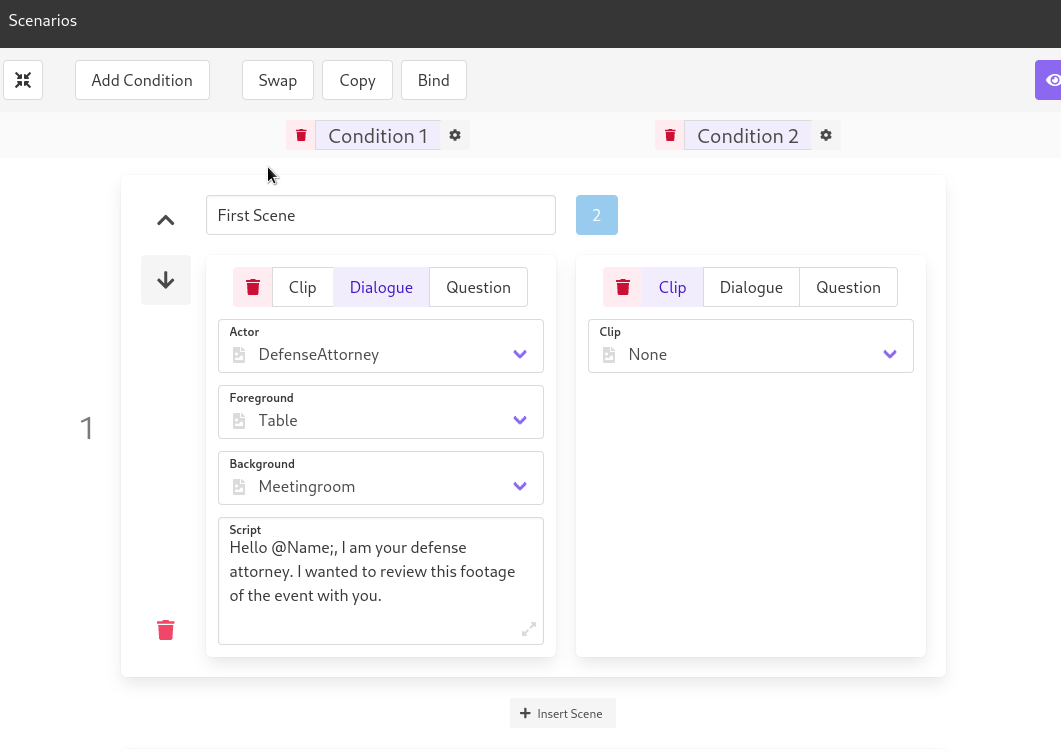 Scenarios
Add Condition
Swap
Copy
Bind
Condition 1
Condition 2
First Scene
2
Clip
Dialogue
Question
Clip
Dialogue
Question
Actor
DefenseAttorney
Clip
None
Foreground
Table
1
Background
Meetingroom
Script
Hello @Name;, I am your defense
attorney. I wanted to review this footage
of the event with you.
Insert Scene